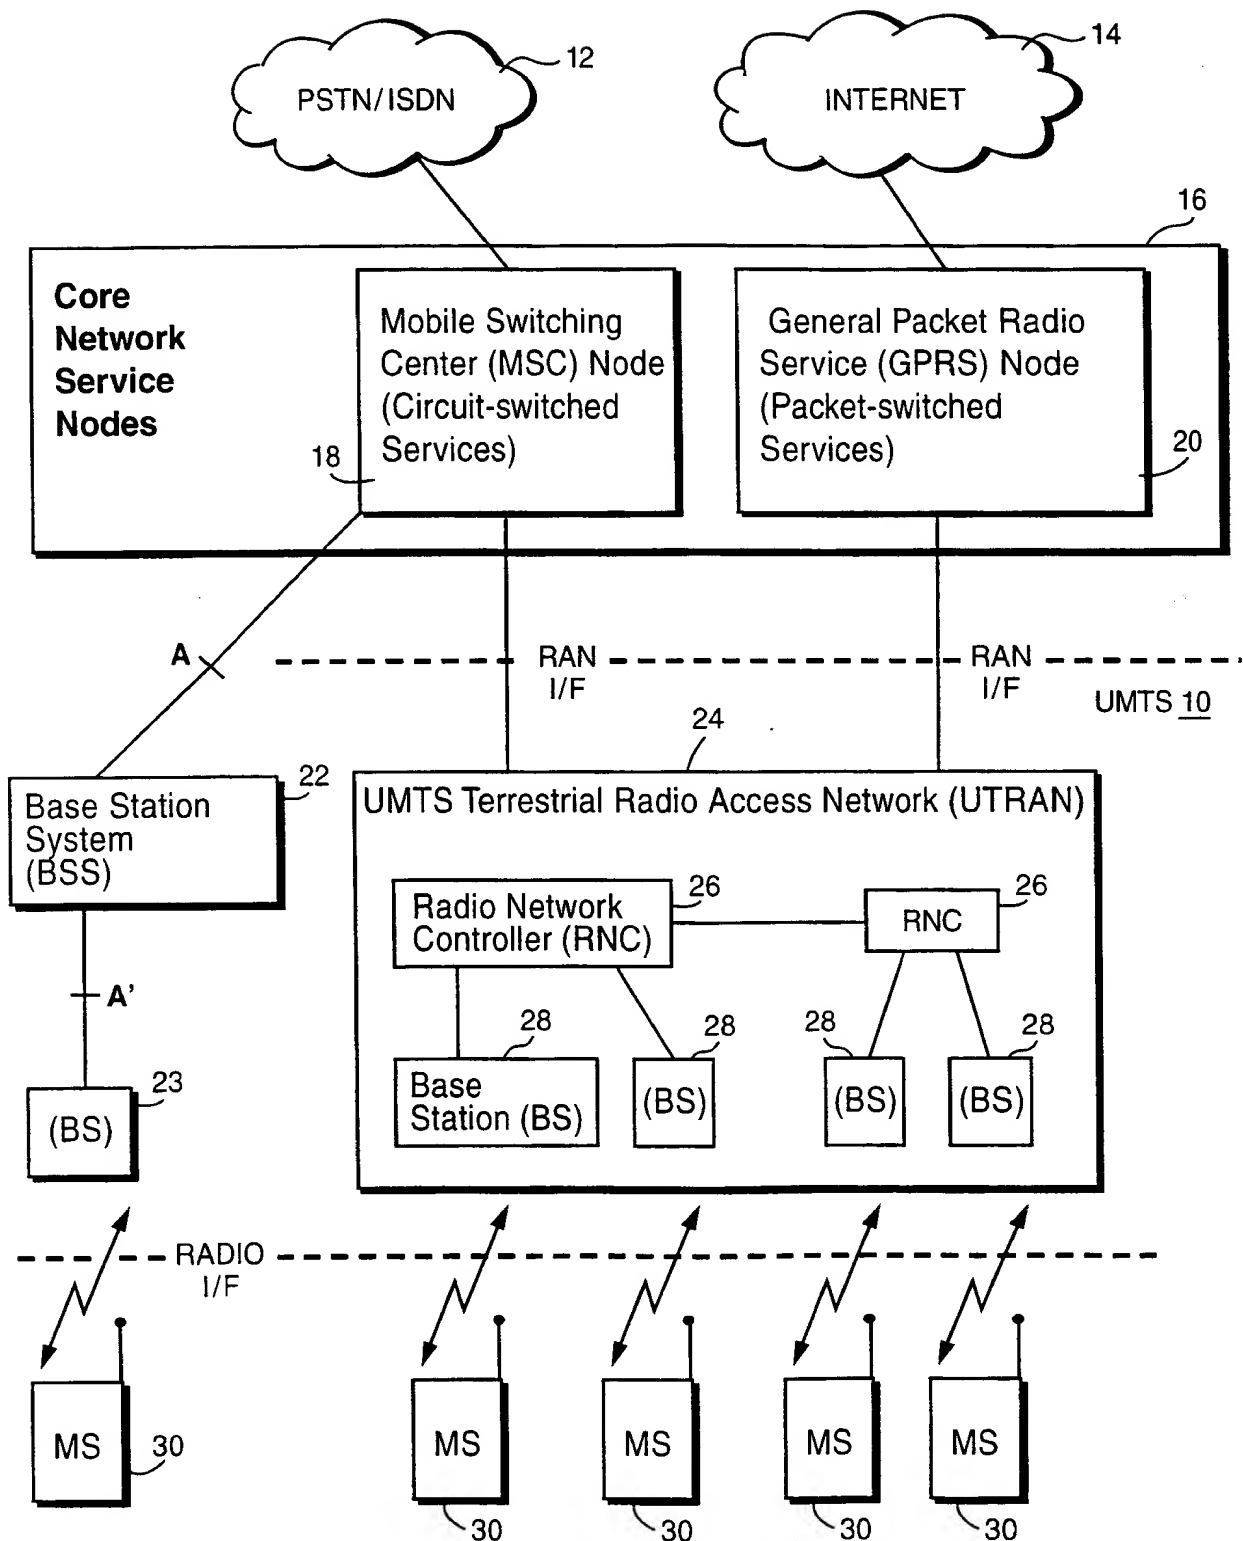 12
14
PSTN/ISDN
INTERNET
16
Core
Network
Service
Nodes
Mobile Switching
Center (MSC) Node
(Circuit-switched
Services)
18
General Packet Radio
Service (GPRS) Node
(Packet-switched
Services)
20
A
RAN
I/F
RAN
I/F
UMTS 10
24
22
Base Station
System
(BSS)
UMTS Terrestrial Radio Access Network (UTRAN)
26
Radio Network
Controller (RNC)
26
RNC
A'
28
28
28
28
Base
Station (BS)
(BS)
(BS)
(BS)
23
(BS)
RADIO
I/F
MS
30
MS
30
MS
30
MS
30
MS
30